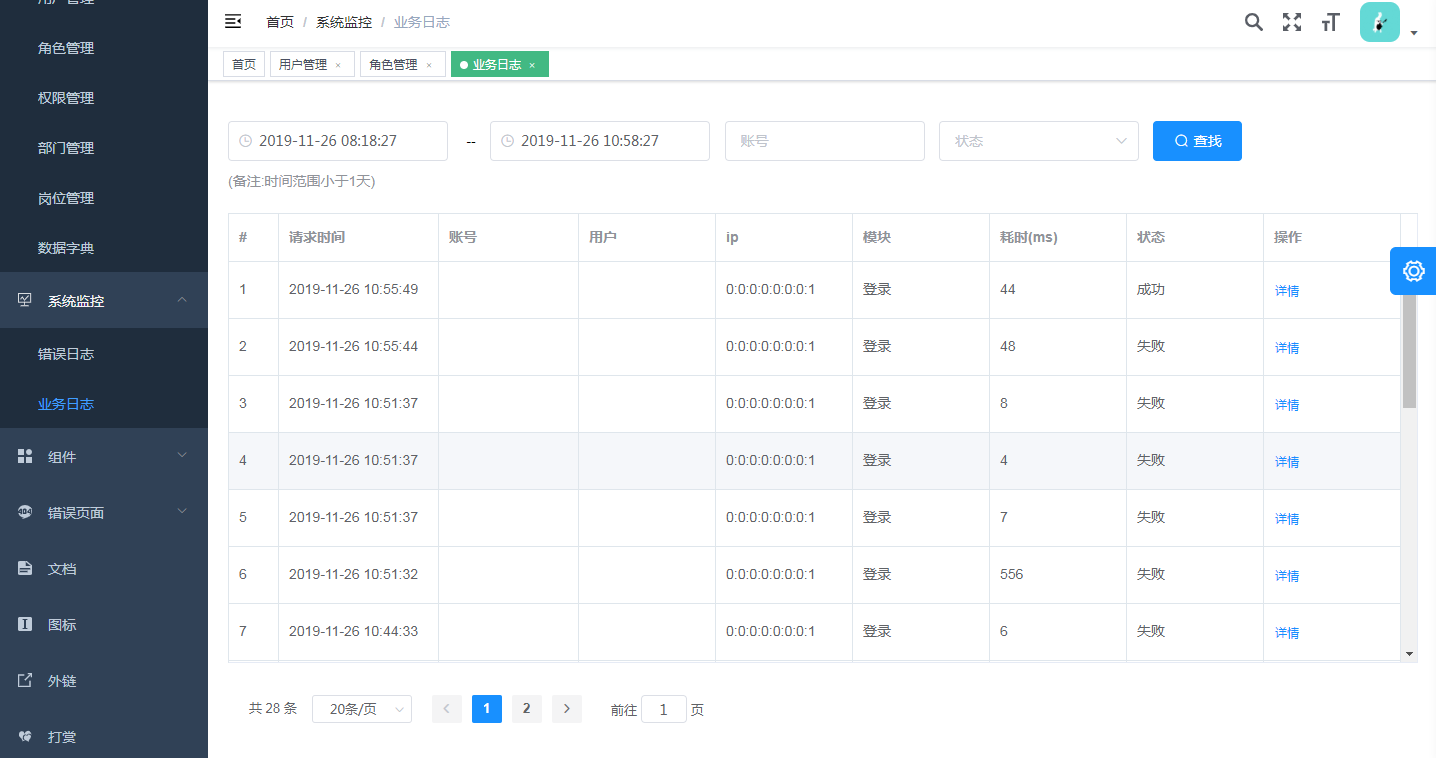 用户管理
角色管理
权限管理
部门管理
岗位管理
数据字典
系统监控
错误日志
业务日志
组件
404 错误页面
文档
图标
外链
打赏
首页 / 系统监控 / 业务日志
首页 用户管理 × 角色管理 × 业务日志 ×
2019-11-26 08:18:27 -- 2019-11-26 10:58:27 账号 状态 查找
(备注:时间范围小于1天)
# 请求时间 账号 用户 ip 模块 耗时(ms) 状态 操作
1 2019-11-26 10:55:49 0:0:0:0:0:0:0:1 登录 44 成功 详情
2 2019-11-26 10:55:44 0:0:0:0:0:0:0:1 登录 48 失败 详情
3 2019-11-26 10:51:37 0:0:0:0:0:0:0:1 登录 8 失败 详情
4 2019-11-26 10:51:37 0:0:0:0:0:0:0:1 登录 4 失败 详情
5 2019-11-26 10:51:37 0:0:0:0:0:0:0:1 登录 7 失败 详情
6 2019-11-26 10:51:32 0:0:0:0:0:0:0:1 登录 556 失败 详情
7 2019-11-26 10:44:33 0:0:0:0:0:0:0:1 登录 6 失败 详情
共 28 条 20条/页 1 2 前往 1 页